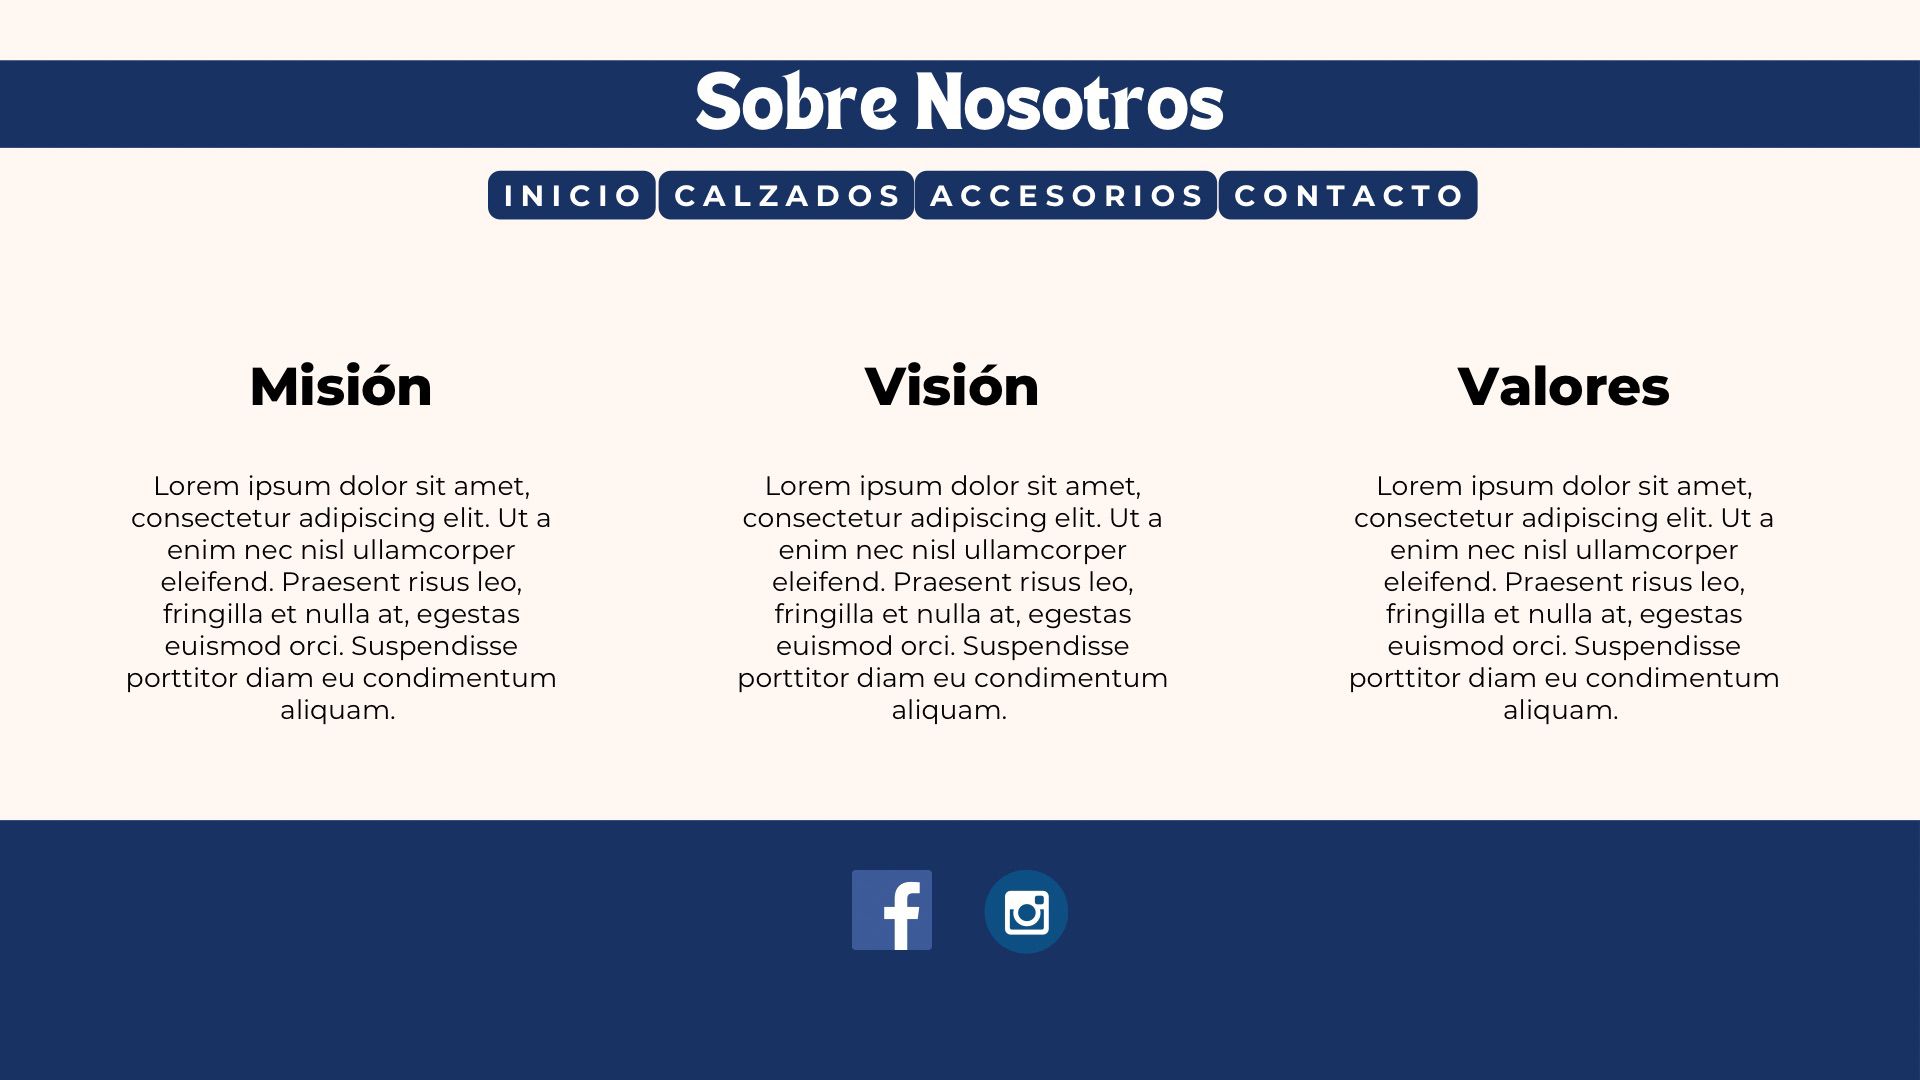 Sobre Nosotros
INICIO CALZADOS ACCESORIOS CONTACTO
Misión
Lorem ipsum dolor sit amet,
consectetur adipiscing elit. Ut a
enim nec nisl ullamcorper
eleifend. Praesent risus leo,
fringilla et nulla at, egestas
euismod orci. Suspendisse
porttitor diam eu condimentum
aliquam.
Visión
Lorem ipsum dolor sit amet,
consectetur adipiscing elit. Ut a
enim nec nisl ullamcorper
eleifend. Praesent risus leo,
fringilla et nulla at, egestas
euismod orci. Suspendisse
porttitor diam eu condimentum
aliquam.
Valores
Lorem ipsum dolor sit amet,
consectetur adipiscing elit. Ut a
enim nec nisl ullamcorper
eleifend. Praesent risus leo,
fringilla et nulla at, egestas
euismod orci. Suspendisse
porttitor diam eu condimentum
aliquam.